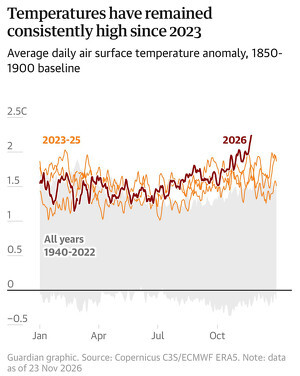 Temperatures have remained
consistently high since 2023
Average daily air surface temperature anomaly, 1850-
1900 baseline
2.5C
2023-25
2026
2
1.5
1
All years
1940-2022
0.5
0
−0.5
Jan
Apr
Jul
Oct
Guardian graphic. Source: Copernicus C3S/ECMWF ERA5. Note: data
as of 23 Nov 2026